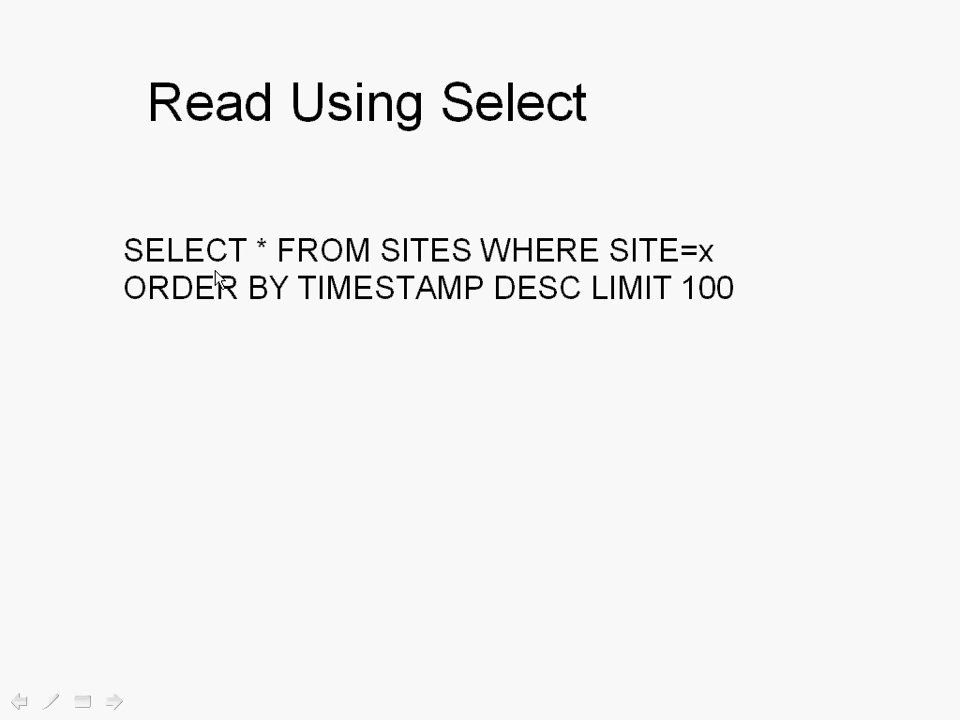 Read Using Select
SELECT * FROM SITES WHERE SITE=x
ORDER BY TIMESTAMP DESC LIMIT 100